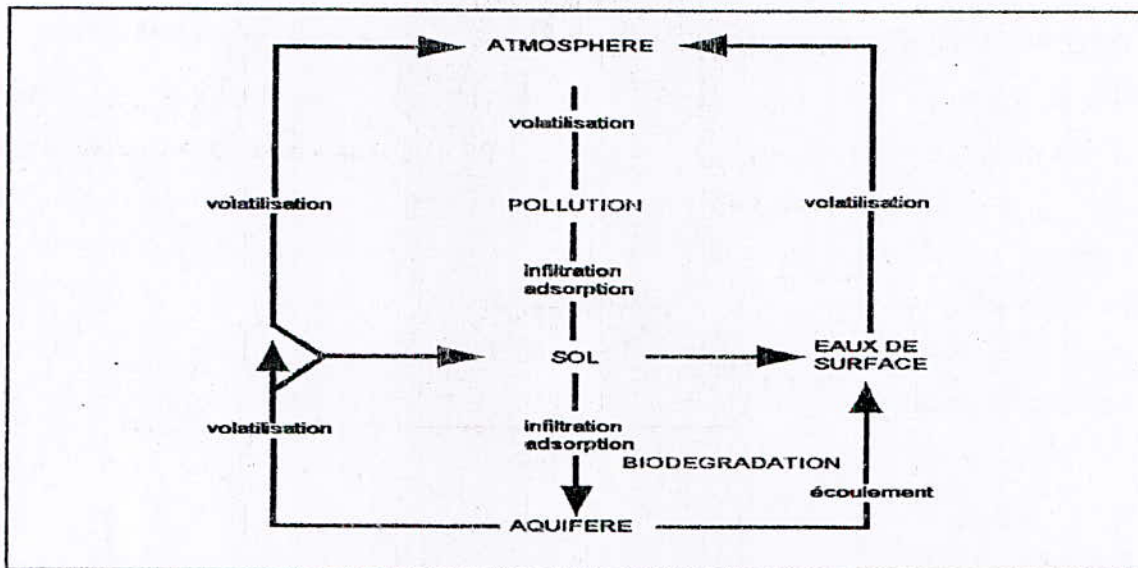 ATMOSPHERE
volatilisation
volatilisation
POLLUTION
volatilisation
infiltration
adsorption
SOL
EAUX DE
SURFACE
volatilisation
infiltration
adsorption
BIODEGRADATION
écoulement
AQUIFERE